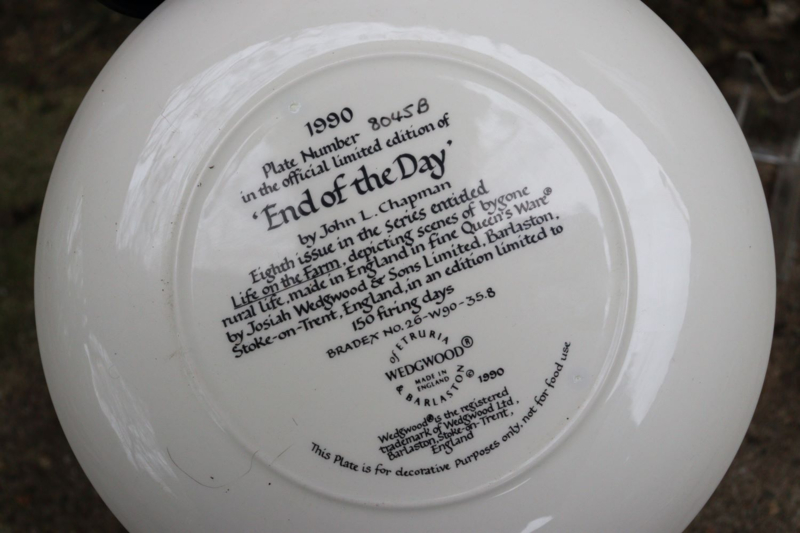 1990
Plate Number 8045B
in the official limited edition of
'End of the Day'
by John L. Chapman
Eighth issue in the series entitled
Life on the Farm, depicting scenes of bygone
rural life, made in England in fine Queen's Ware®
by Josiah Wedgwood & Sons Limited, Barlaston,
Stoke-on-Trent, England, in an edition limited to
150 firing days
BRADEX NO. 26-W90-35.8
of ETRURIA
WEDGWOOD®
MADE IN
ENGLAND
& BARLASTON
© 1990
Wedgwood® is the registered
trademark of Wedgwood Ltd,
Barlaston, Stoke-on-Trent,
England
This Plate is for decorative Purposes only, not for food use